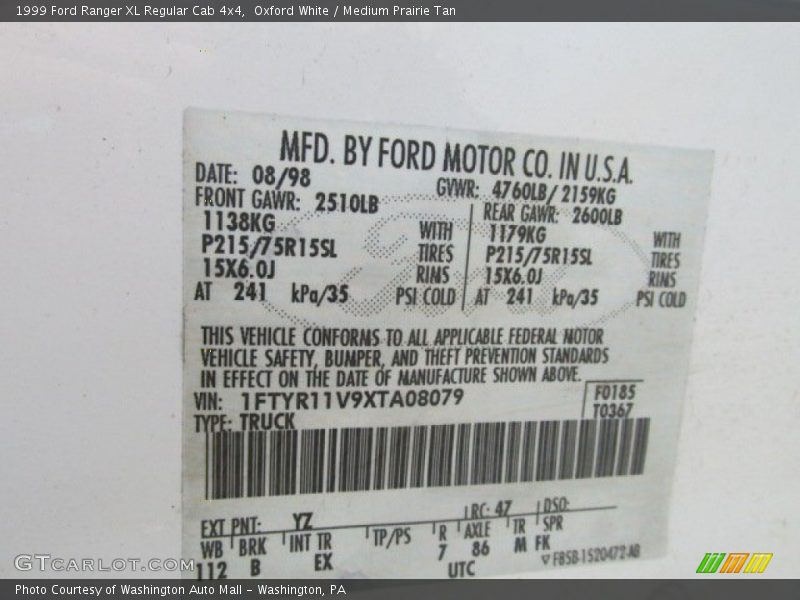 1999 Ford Ranger XL Regular Cab 4x4,  Oxford White / Medium Prairie Tan
MFD. BY FORD MOTOR CO. IN U.S.A.
DATE: 08/98 GVWR: 4760LB/ 2159KG
FRONT GAWR: 2510LB REAR GAWR: 2600LB
1138KG WITH 1179KG WITH
P215/75R15SL TIRES P215/75R15SL TIRES
15X6.0J RIMS 15X6.0J RIMS
AT 241 kPa/35 PSI COLD AT 241 kPa/35 PSI COLD
THIS VEHICLE CONFORMS TO ALL APPLICABLE FEDERAL MOTOR
VEHICLE SAFETY, BUMPER, AND THEFT PREVENTION STANDARDS
IN EFFECT ON THE DATE OF MANUFACTURE SHOWN ABOVE.
VIN: 1FTYR11V9XTA08079 F0185
TYPE: TRUCK T0367
EXT PNT: YZ RC: 47 DSO:
WB BRK INT TR TP/PS R AXLE TR SPR
112 B EX 7 86 M FK
UTC ▽F85B-1520472-AB
GTCARLOT.COM
Photo Courtesy of Washington Auto Mall - Washington, PA